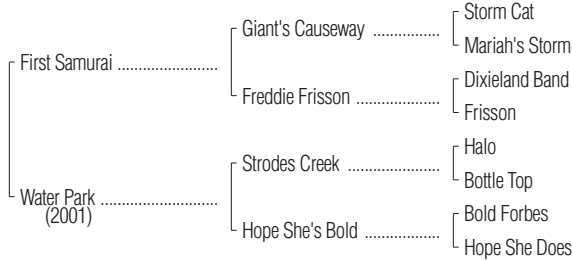 Storm Cat
Giant's Causeway ..................
Mariah's Storm
First Samurai ........................
Dixieland Band
Freddie Frisson .....................
Frisson
Halo
Strodes Creek .......................
Bottle Top
Water Park ............................
(2001)
Bold Forbes
Hope She's Bold ...................
Hope She Does